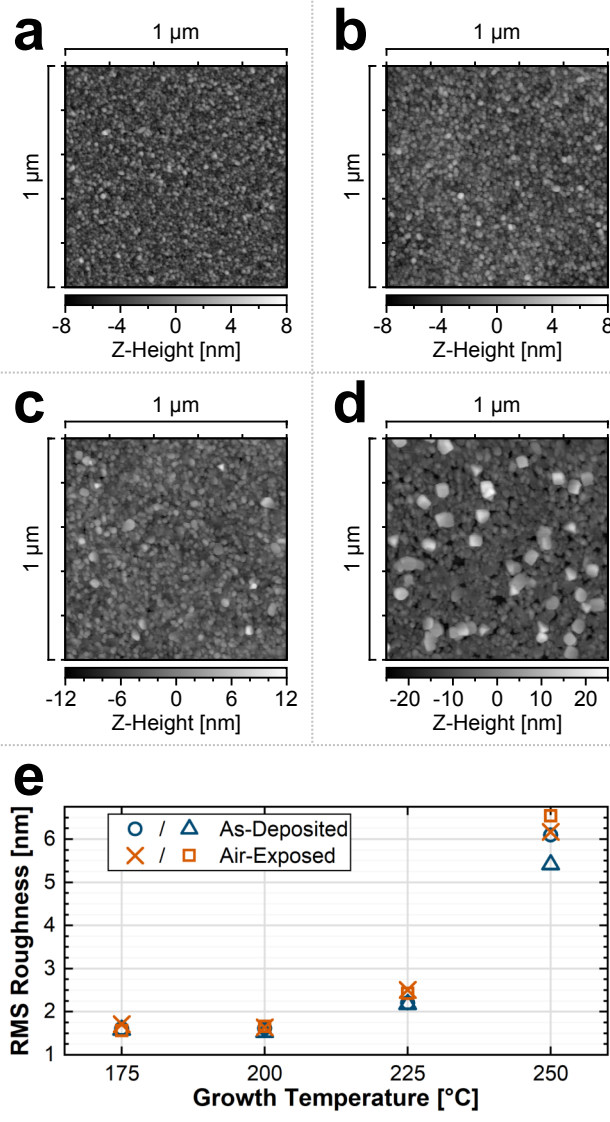 a
1 µm
1 µm
-8 -4 0 4 8
Z-Height [nm]
b
1 µm
1 µm
-8 -4 0 4 8
Z-Height [nm]
c
1 µm
1 µm
-12 -6 0 6 12
Z-Height [nm]
d
1 µm
1 µm
-20 -10 0 10 20
Z-Height [nm]
e
RMS Roughness [nm]
6
5
4
3
2
1
/ As-Deposited
/ Air-Exposed
175 200 225 250
Growth Temperature [°C]